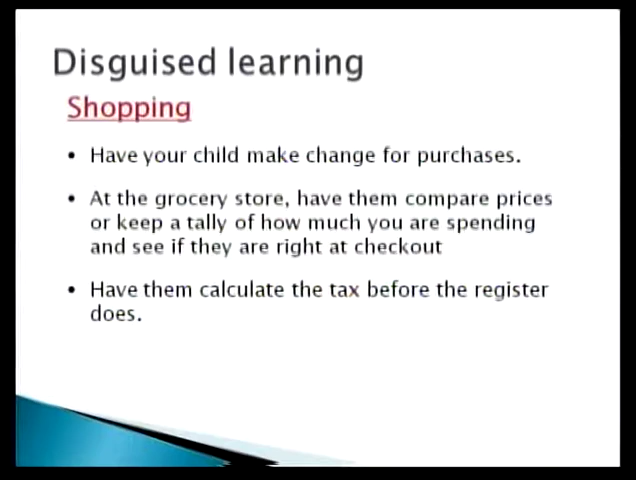 Disguised learning
Shopping
• Have your child make change for purchases.
• At the grocery store, have them compare prices
or keep a tally of how much you are spending
and see if they are right at checkout
• Have them calculate the tax before the register
does.